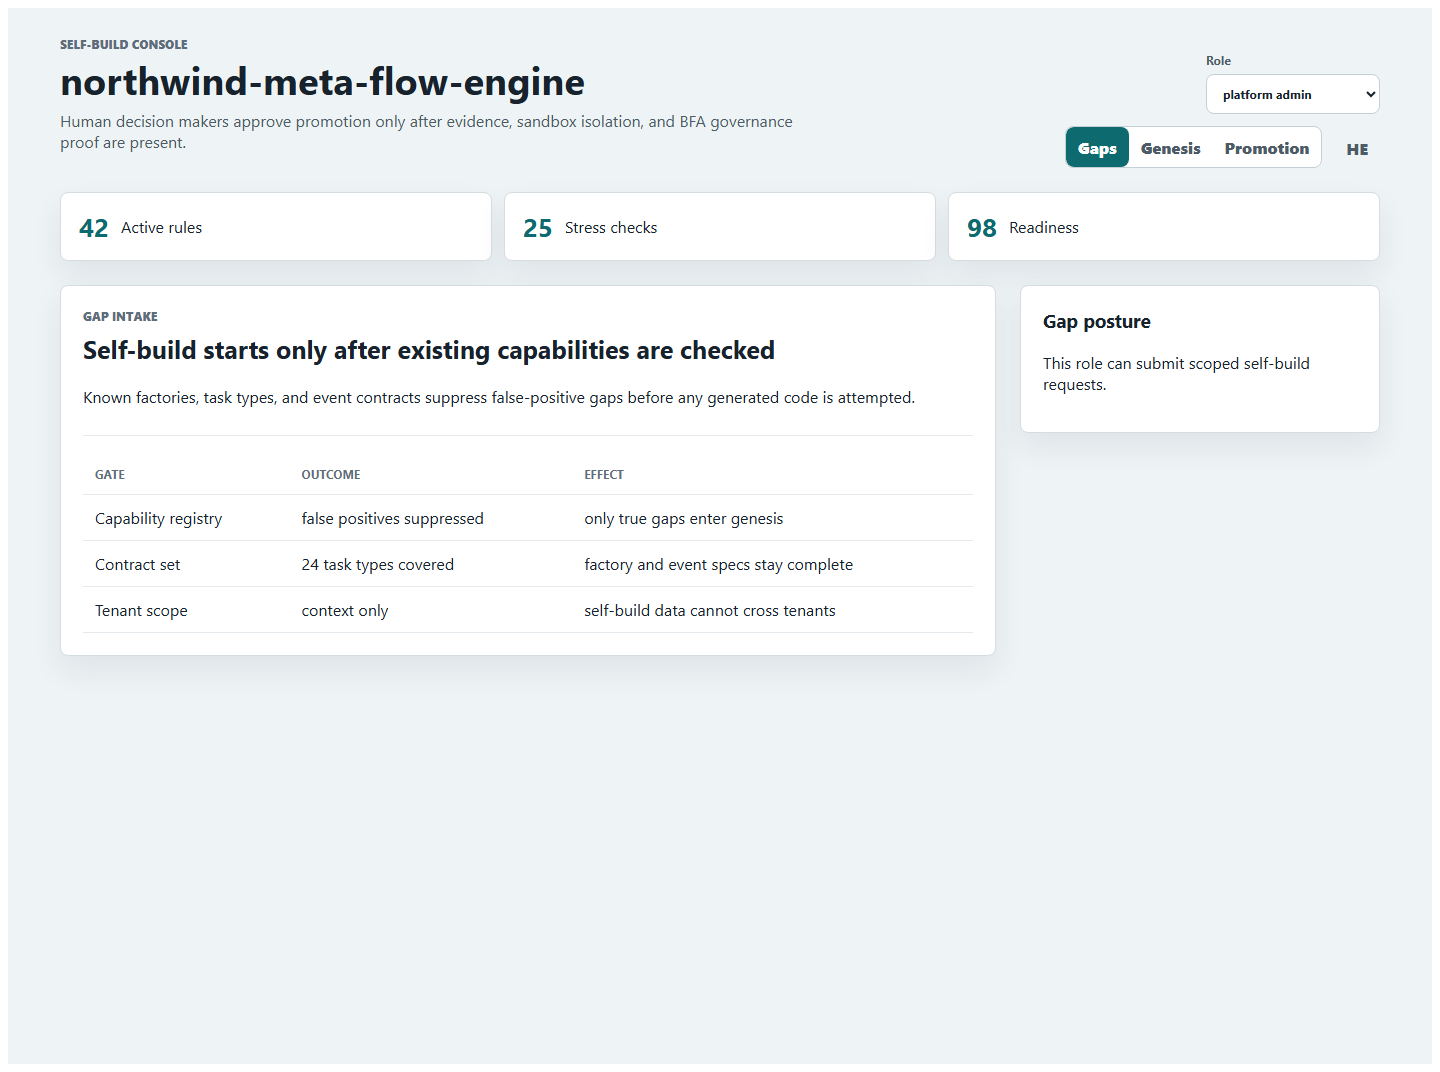 SELF-BUILD CONSOLE
northwind-meta-flow-engine
Human decision makers approve promotion only after evidence, sandbox isolation, and BFA governance
proof are present.
Role
platform admin
Gaps Genesis Promotion HE
42 Active rules
25 Stress checks
98 Readiness
GAP INTAKE
Self-build starts only after existing capabilities are checked
Known factories, task types, and event contracts suppress false-positive gaps before any generated code is attempted.
GATE OUTCOME EFFECT
Capability registry false positives suppressed only true gaps enter genesis
Contract set 24 task types covered factory and event specs stay complete
Tenant scope context only self-build data cannot cross tenants
Gap posture
This role can submit scoped self-build
requests.